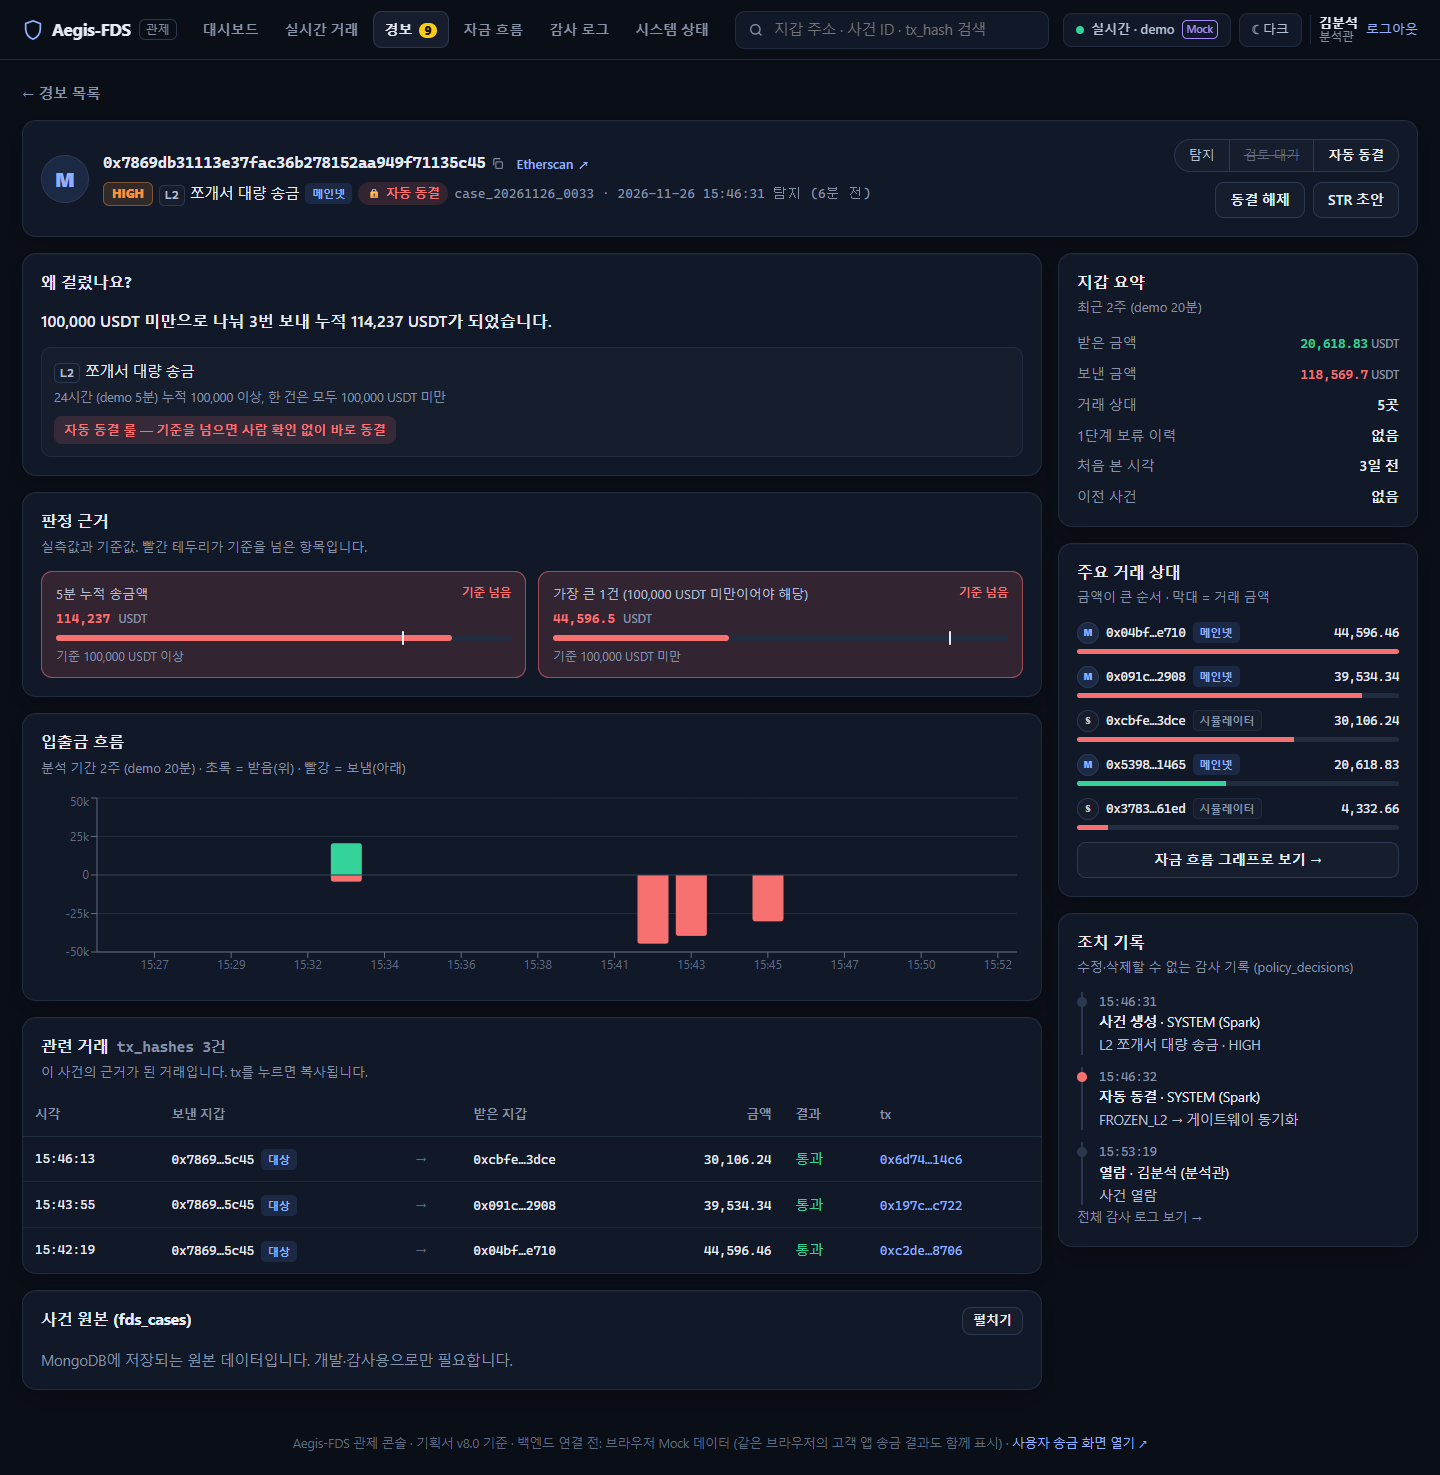 Aegis-FDS 관제 대시보드 실시간 거래 경보 9 자금 흐름 감사 로그 시스템 상태 지갑 주소 · 사건 ID · tx_hash 검색 실시간 · demo Mock ☾ 다크 김분석 분석관 로그아웃
← 경보 목록
M
0x7869db31113e37fac36b278152aa949f71135c45 Etherscan ↗
HIGH L2 쪼개서 대량 송금 메인넷 자동 동결 case_20261126_0033 · 2026-11-26 15:46:31 탐지 (6분 전)
탐지 검토 대기 자동 동결
동결 해제 STR 초안
왜 걸렸나요?
100,000 USDT 미만으로 나눠 3번 보내 누적 114,237 USDT가 되었습니다.
L2 쪼개서 대량 송금
24시간 (demo 5분) 누적 100,000 이상, 한 건은 모두 100,000 USDT 미만
자동 동결 룰 — 기준을 넘으면 사람 확인 없이 바로 동결
판정 근거
실측값과 기준값. 빨간 테두리가 기준을 넘은 항목입니다.
5분 누적 송금액 기준 넘음
114,237 USDT
기준 100,000 USDT 이상
가장 큰 1건 (100,000 USDT 미만이어야 해당) 기준 넘음
44,596.5 USDT
기준 100,000 USDT 미만
입출금 흐름
분석 기간 2주 (demo 20분) · 초록 = 받음(위) · 빨강 = 보냄(아래)
50k
25k
0
-25k
-50k
15:27 15:29 15:32 15:34 15:36 15:38 15:41 15:43 15:45 15:47 15:50 15:52
관련 거래 tx_hashes 3건
이 사건의 근거가 된 거래입니다. tx를 누르면 복사됩니다.
시각 보낸 지갑 받은 지갑 금액 결과 tx
15:46:13 0x7869…5c45 대상 → 0xcbfe…3dce 30,106.24 통과 0x6d74…14c6
15:43:55 0x7869…5c45 대상 → 0x091c…2908 39,534.34 통과 0x197c…c722
15:42:19 0x7869…5c45 대상 → 0x04bf…e710 44,596.46 통과 0xc2de…8706
사건 원본 (fds_cases) 펼치기
MongoDB에 저장되는 원본 데이터입니다. 개발·감사용으로만 필요합니다.
지갑 요약
최근 2주 (demo 20분)
받은 금액 20,618.83 USDT
보낸 금액 118,569.7 USDT
거래 상대 5곳
1단계 보류 이력 없음
처음 본 시각 3일 전
이전 사건 없음
주요 거래 상대
금액이 큰 순서 · 막대 = 거래 금액
M 0x04bf…e710 메인넷 44,596.46
M 0x091c…2908 메인넷 39,534.34
S 0xcbfe…3dce 시뮬레이터 30,106.24
M 0x5398…1465 메인넷 20,618.83
S 0x3783…61ed 시뮬레이터 4,332.66
자금 흐름 그래프로 보기 →
조치 기록
수정·삭제할 수 없는 감사 기록 (policy_decisions)
15:46:31
사건 생성 · SYSTEM (Spark)
L2 쪼개서 대량 송금 · HIGH
15:46:32
자동 동결 · SYSTEM (Spark)
FROZEN_L2 → 게이트웨이 동기화
15:53:19
열람 · 김분석 (분석관)
사건 열람
전체 감사 로그 보기 →
Aegis-FDS 관제 콘솔 · 기획서 v8.0 기준 · 백엔드 연결 전: 브라우저 Mock 데이터 (같은 브라우저의 고객 앱 송금 결과도 함께 표시) · 사용자 송금 화면 열기 ↗